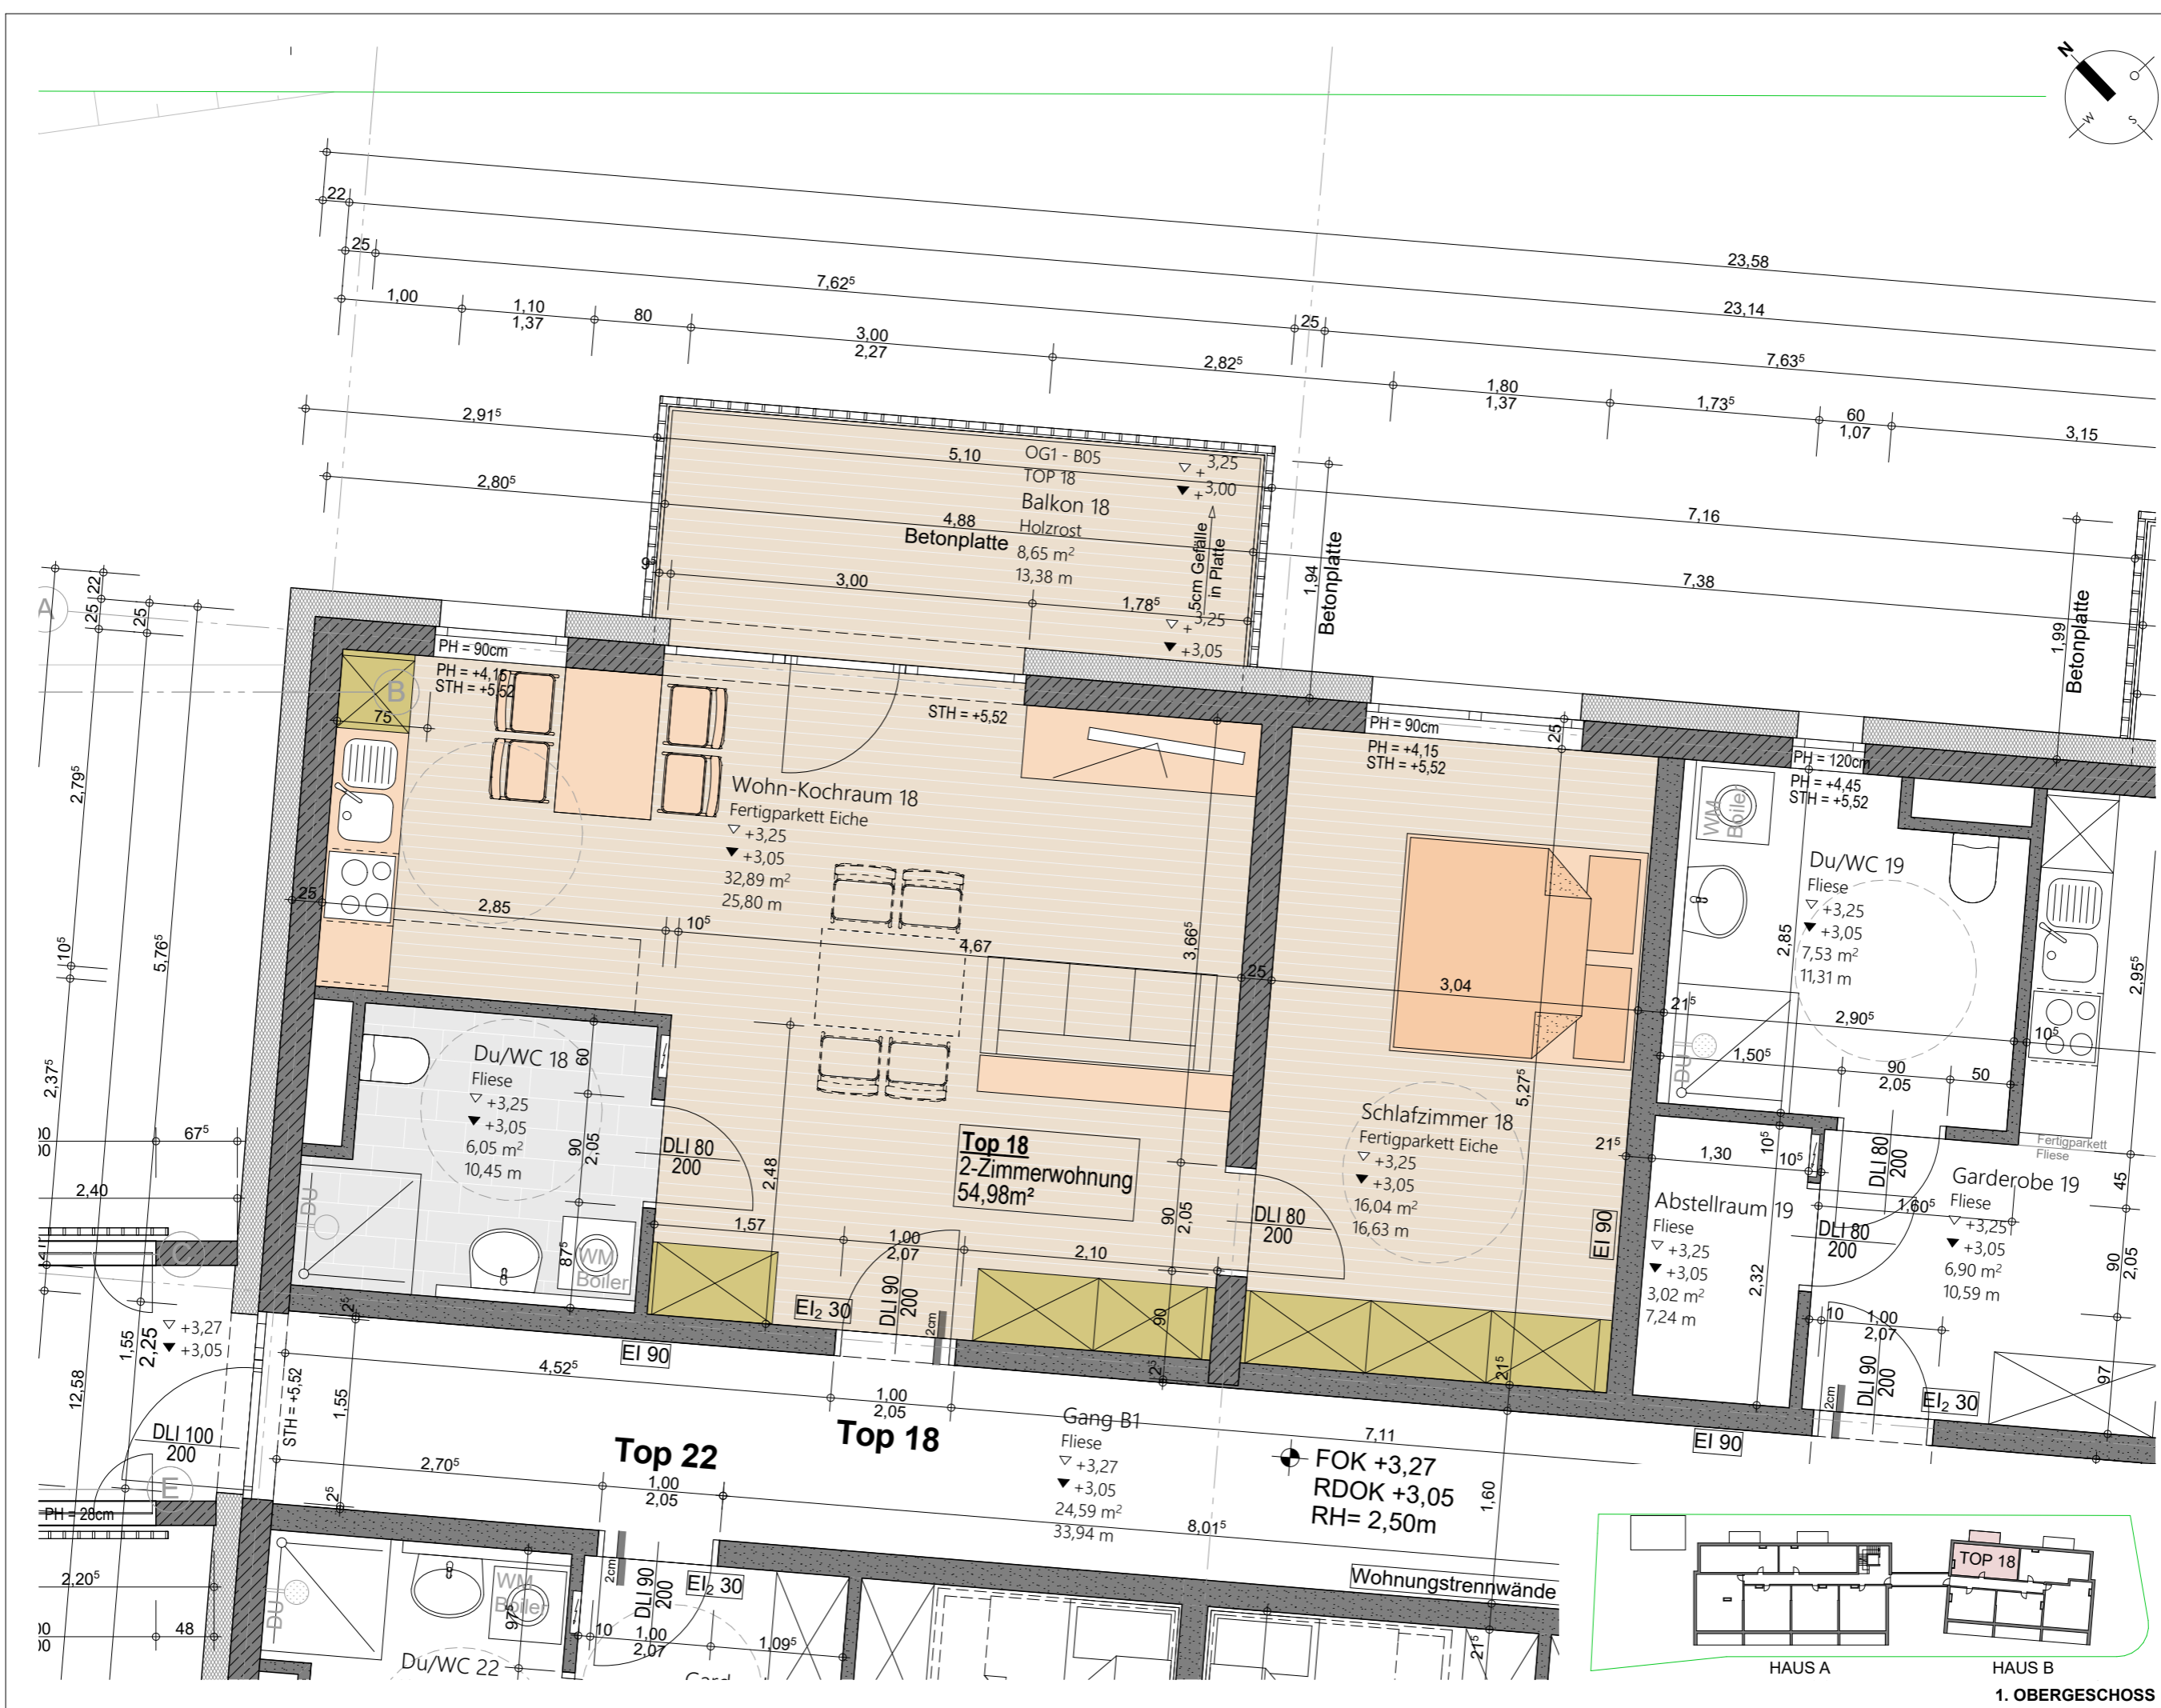 N
W
S
22
23,58
25
7,62⁵
23,14
1,00
1,10
1,37
80
3,00
2,27
2,82⁵
25
7,63⁵
1,80
1,37
1,73⁵
60
1,07
3,15
2,91⁵
5,10
OG1 - B05
TOP 18
Balkon 18
Holzrost
8,65 m²
13,38 m
3,25
+
+3,00
2,80⁵
4,88
Betonplatte
7,16
5cm Gefälle
in Platte
1,94
Betonplatte
9⁵
3,00
1,78⁵
+3,25
+3,05
7,38
1,99
Betonplatte
A
22
25
25
B
PH = 90cm
PH = +4,15
STH = +5,52
STH = +5,52
PH = 90cm
PH = +4,15
STH = +5,52
25
PH = 120cm
PH = +4,45
STH = +5,52
75
2,79⁵
Wohn-Kochraum 18
Fertigparkett Eiche
+3,25
+3,05
32,89 m²
25,80 m
WM
Boiler
Du/WC 19
Fliese
+3,25
+3,05
7,53 m²
11,31 m
25
2,85
10⁵
4,67
3,66⁵
25
3,04
2,85
21⁵
2,90⁵
10⁵
2,95⁵
10⁵
5,76⁵
2,37⁵
DU
1,50⁵
90
2,05
50
Du/WC 18
Fliese
+3,25
+3,05
6,05 m²
10,45 m
60
90
2,05
DLI 80
200
2,48
5,27⁵
Schlafzimmer 18
Fertigparkett Eiche
+3,25
+3,05
16,04 m²
16,63 m
Top 18
2-Zimmerwohnung
54,98m²
67⁵
2,40
21⁵
1,30
10⁵
10⁵
DLI 80
200
Fertigparkett
Fliese
Garderobe 19
Fliese
+3,25
+3,05
6,90 m²
10,59 m
45
1,60⁵
Abstellraum 19
Fliese
+3,25
+3,05
3,02 m²
7,24 m
DLI 80
200
90
2,05
2,32
EI 90
DU
WM
Boiler
87⁵
1,57
1,00
2,07
2,10
90
2,05
DLI 80
200
C
EI₂ 30
DLI 90
200
2cm
90
10
1,00
2,07
97
+3,27
+3,05
1,55
2,25
12,58
STH = +5,52
1,55
EI 90
4,52⁵
1,00
2,05
21⁵
DLI 90
200
2cm
EI₂ 30
EI 90
7,11
DLI 100
200
E
PH = 28cm
2,70⁵
Top 22
1,00
2,05
Top 18
Gang B1
Fliese
+3,27
+3,05
24,59 m²
33,94 m
FOK +3,27
RDOK +3,05
RH= 2,50m
1,60
8,01⁵
Wohnungstrennwände
2,20⁵
48
DU
WM
Boiler
97⁵
2cm
DLI 90
200
EI₂ 30
10
1,00
2,07
1,09⁵
21⁵
Du/WC 22
TOP 18
HAUS A
HAUS B
1. OBERGESCHOSS